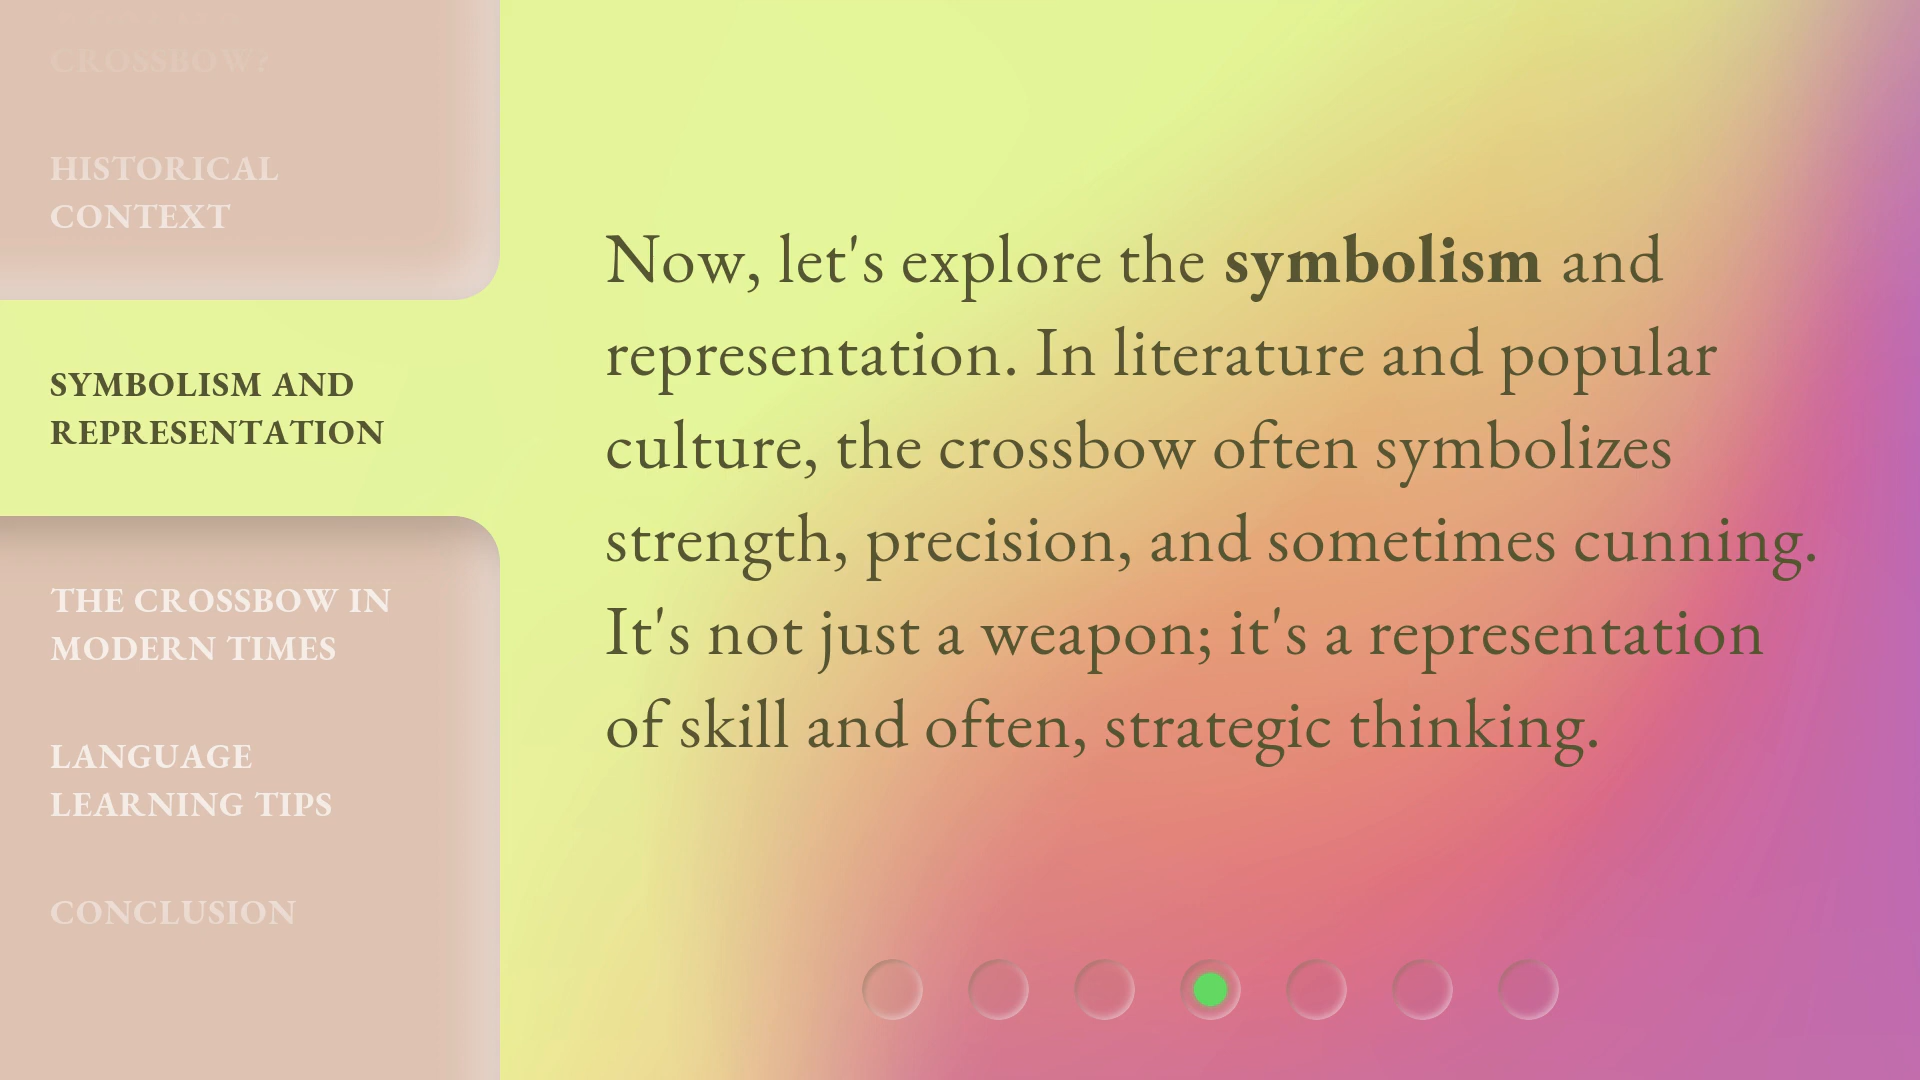 CROSSBOW?
HISTORICAL
CONTEXT
SYMBOLISM AND
REPRESENTATION
THE CROSSBOW IN
MODERN TIMES
LANGUAGE
LEARNING TIPS
CONCLUSION
Now, let's explore the symbolism and
representation. In literature and popular
culture, the crossbow often symbolizes
strength, precision, and sometimes cunning.
It's not just a weapon; it's a representation
of skill and often, strategic thinking.